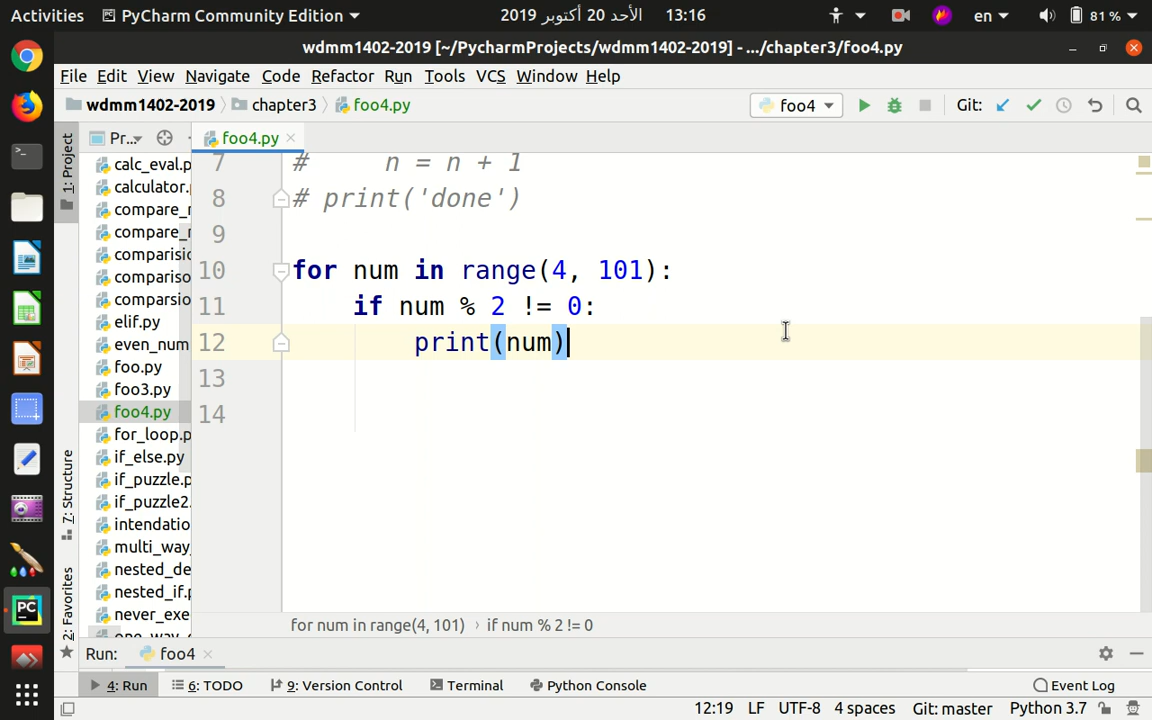 Activities PyCharm Community Edition الأحد 20 أكتوبر 2019 13:16 en 81 %
wdmm1402-2019 [~/PycharmProjects/wdmm1402-2019] - .../chapter3/foo4.py
File Edit View Navigate Code Refactor Run Tools VCS Window Help
wdmm1402-2019 chapter3 foo4.py foo4 Git:
1: Project
Pr... foo4.py
calc_eval.p
calculator.
compare_
compare_
comparisi
compariso
comparsio
elif.py
even_num
foo.py
foo3.py
foo4.py
for_loop.p
if_else.py
if_puzzle.p
if_puzzle2.
intendatio
multi_way
nested_de
nested_if.
never_exe
7 # n = n + 1
8 # print('done')
9
10 for num in range(4, 101):
11 if num % 2 != 0:
12 print(num)
13
14
for num in range(4, 101) › if num % 2 != 0
7: Structure
2: Favorites
Run: foo4
4: Run 6: TODO 9: Version Control Terminal Python Console Event Log
12:19 LF UTF-8 4 spaces Git: master Python 3.7
PC